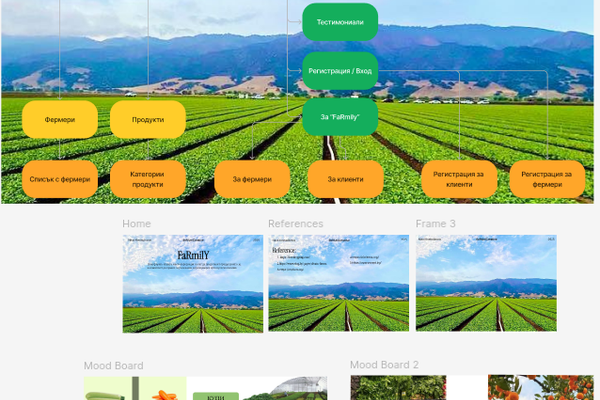 Тестимониали
Регистрация / Вход
Фермери
Продукти
За "FaRmily"
Списък с фермери
Категории
продукти
За фермери
За клиенти
Регистрация за
клиенти
Регистрация за
фермери
Home
References
Frame 3
FaRmilY
References
Mood Board
Mood Board 2